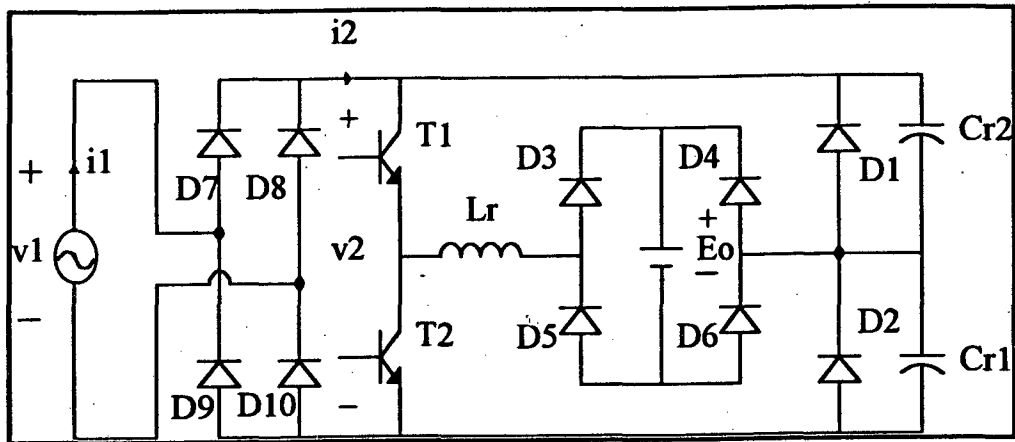 i2
+
T1
D3
D4
Cr2
D1
+
i1
D7
D8
Lr
+
v1
v2
Eo
−
−
T2
D5
D6
D2
Cr1
D9
D10
−